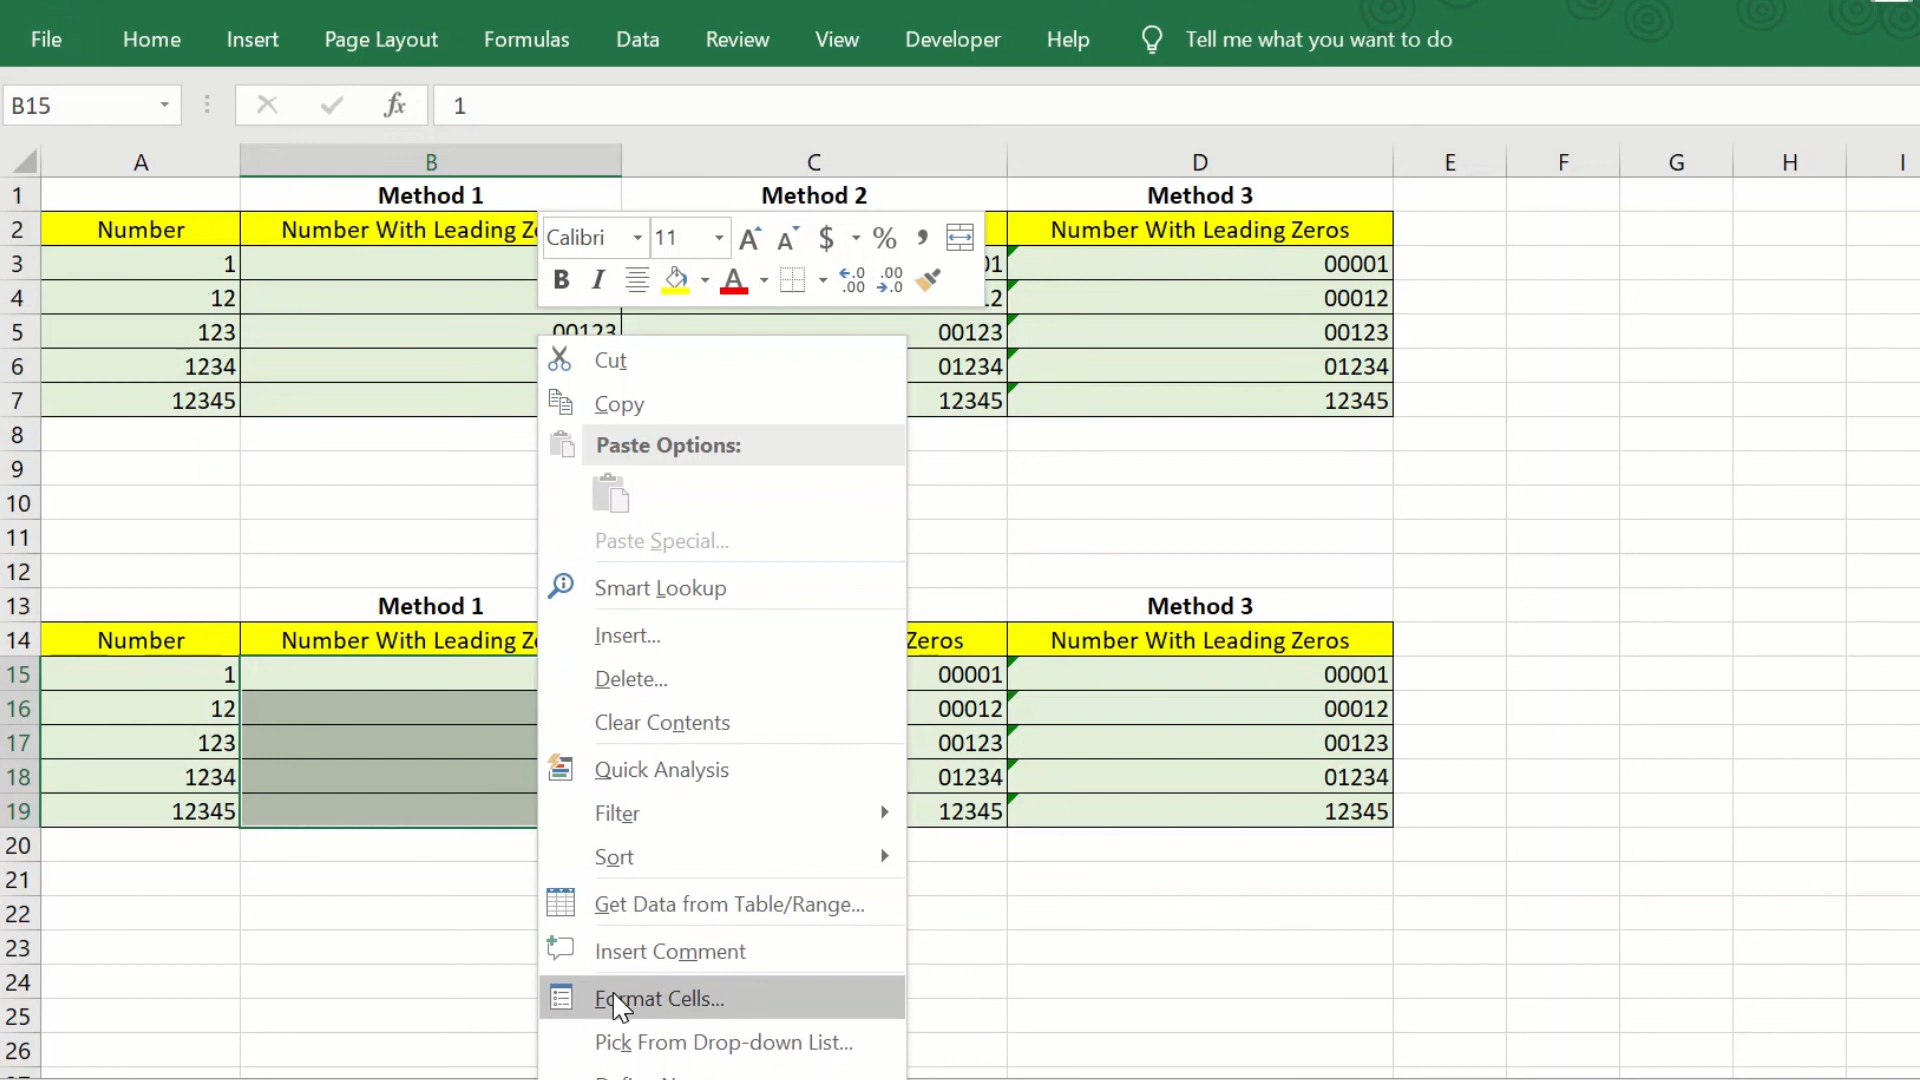 File Home Insert Page Layout Formulas Data Review View Developer Help Tell me what you want to do
B15 fx 1
A B C D E F G H I
1 Method 1 Method 2 Method 3
2 Number Number With Leading Number With Leading Zeros
Calibri 11 $ % ,
B I A
3 1 00001
4 12 00012
5 123 00123 00123 00123
6 1234 01234 01234
7 12345 12345 12345
8
9
10
11
12
13 Method 1 Method 3
14 Number Number With Leading Zeros Number With Leading Zeros
15 1 00001 00001
16 12 00012 00012
17 123 00123 00123
18 1234 01234 01234
19 12345 12345 12345
20
21
22
23
24
25
26
Cut
Copy
Paste Options:
Paste Special...
Smart Lookup
Insert...
Delete...
Clear Contents
Quick Analysis
Filter
Sort
Get Data from Table/Range...
Insert Comment
Format Cells...
Pick From Drop-down List...